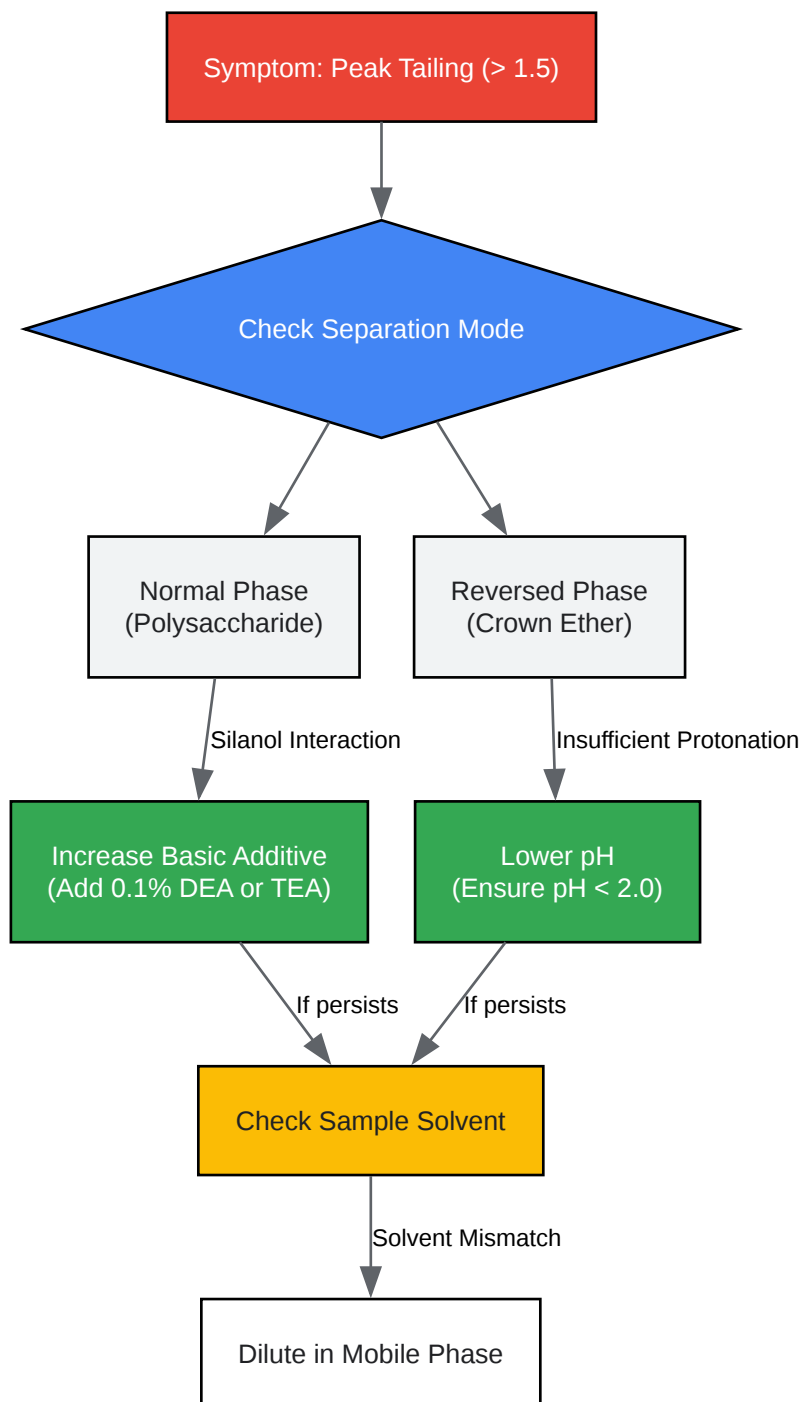 Symptom: Peak Tailing (> 1.5)
Check Separation Mode
Normal Phase
(Polysaccharide)
Reversed Phase
(Crown Ether)
Silanol Interaction
Insufficient Protonation
Increase Basic Additive
(Add 0.1% DEA or TEA)
Lower pH
(Ensure pH < 2.0)
If persists
If persists
Check Sample Solvent
Solvent Mismatch
Dilute in Mobile Phase